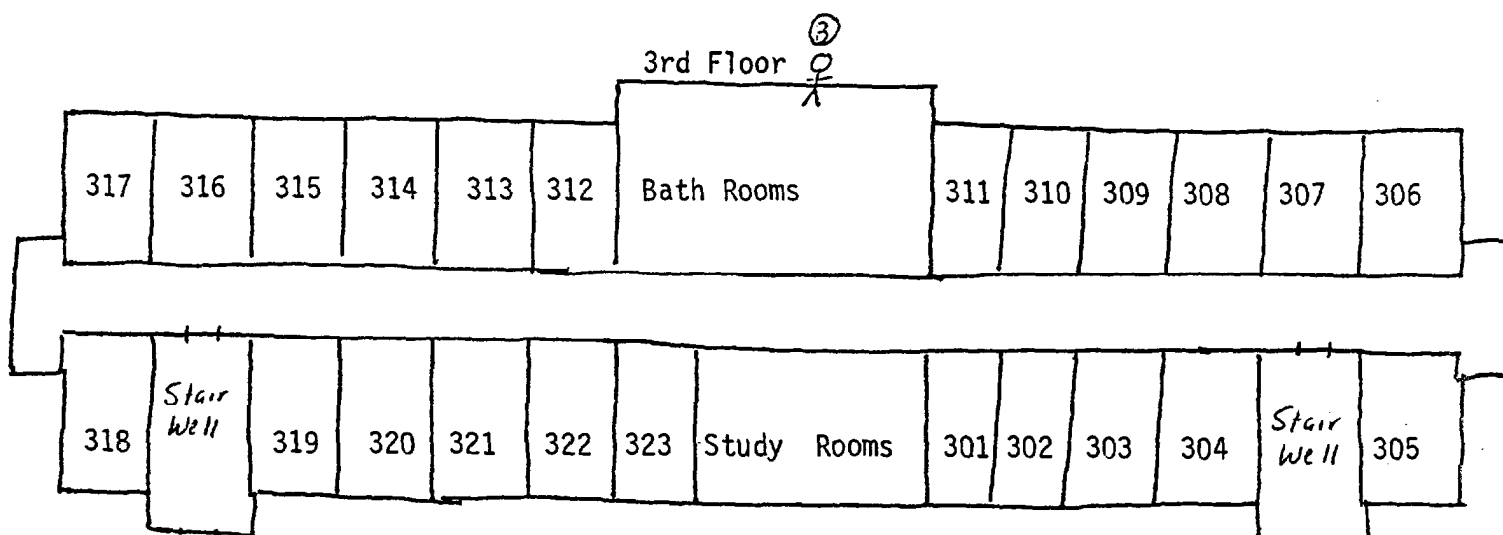 ③
3rd Floor
317 316 315 314 313 312 Bath Rooms 311 310 309 308 307 306
318 Stair Well 319 320 321 322 323 Study Rooms 301 302 303 304 Stair Well 305